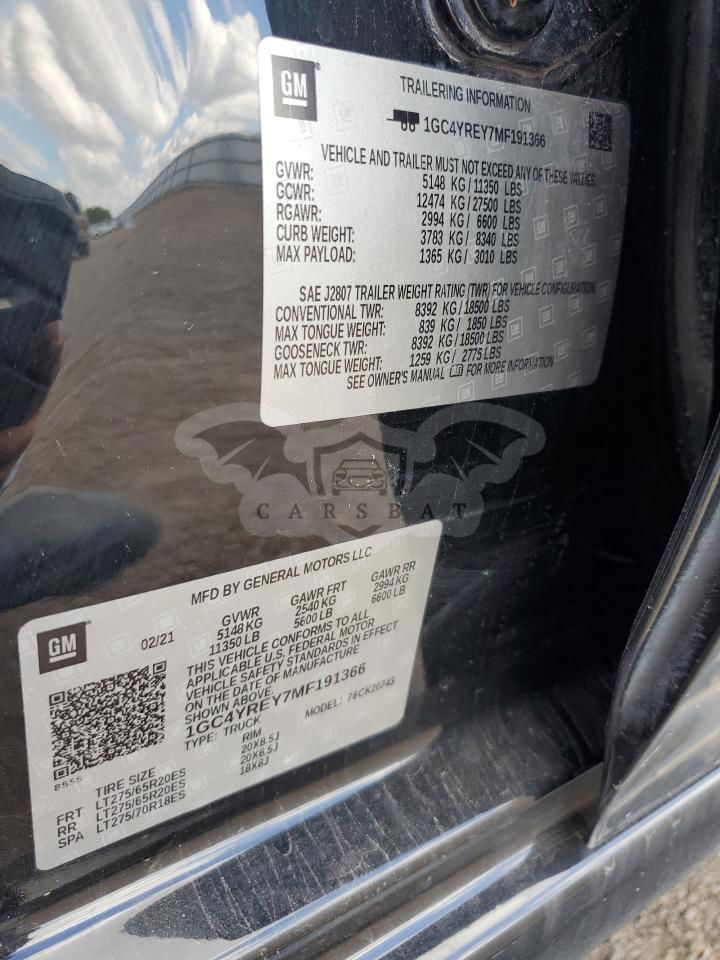 GM
TRAILERING INFORMATION
1GC4YREY7MF191366
VEHICLE AND TRAILER MUST NOT EXCEED ANY OF THESE VALUES.
GVWR: 5148 KG/11350 LBS
GCWR: 12474 KG/27500 LBS
RGAWR: 2994 KG/ 6600 LBS
CURB WEIGHT: 3783 KG/ 8340 LBS
MAX PAYLOAD: 1365 KG/ 3010 LBS
SAE J2807 TRAILER WEIGHT RATING (TWR) FOR VEHICLE CONFIGURATION.
CONVENTIONAL TWR: 8392 KG/18500 LBS
MAX TONGUE WEIGHT: 839 KG/ 1850 LBS
GOOSENECK TWR: 8392 KG/18500 LBS
MAX TONGUE WEIGHT: 1259 KG/ 2775 LBS
SEE OWNER'S MANUAL FOR MORE INFORMATION
CARSBAT
MFD BY GENERAL MOTORS LLC
GM
02/21
GVWR GAWR FRT GAWR RR
5148 KG 2540 KG 2994 KG
11350 LB 5600 LB 6600 LB
THIS VEHICLE CONFORMS TO ALL
APPLICABLE U.S. FEDERAL MOTOR
VEHICLE SAFETY STANDARDS IN EFFECT
ON THE DATE OF MANUFACTURE
SHOWN ABOVE.
1GC4YREY7MF191366
TYPE: TRUCK MODEL: 76CK20743
8555
TIRE SIZE RIM
FRT LT275/65R20ES 20X8.5J
RR LT275/65R20ES 20X8.5J
SPA LT275/70R18ES 18X8J